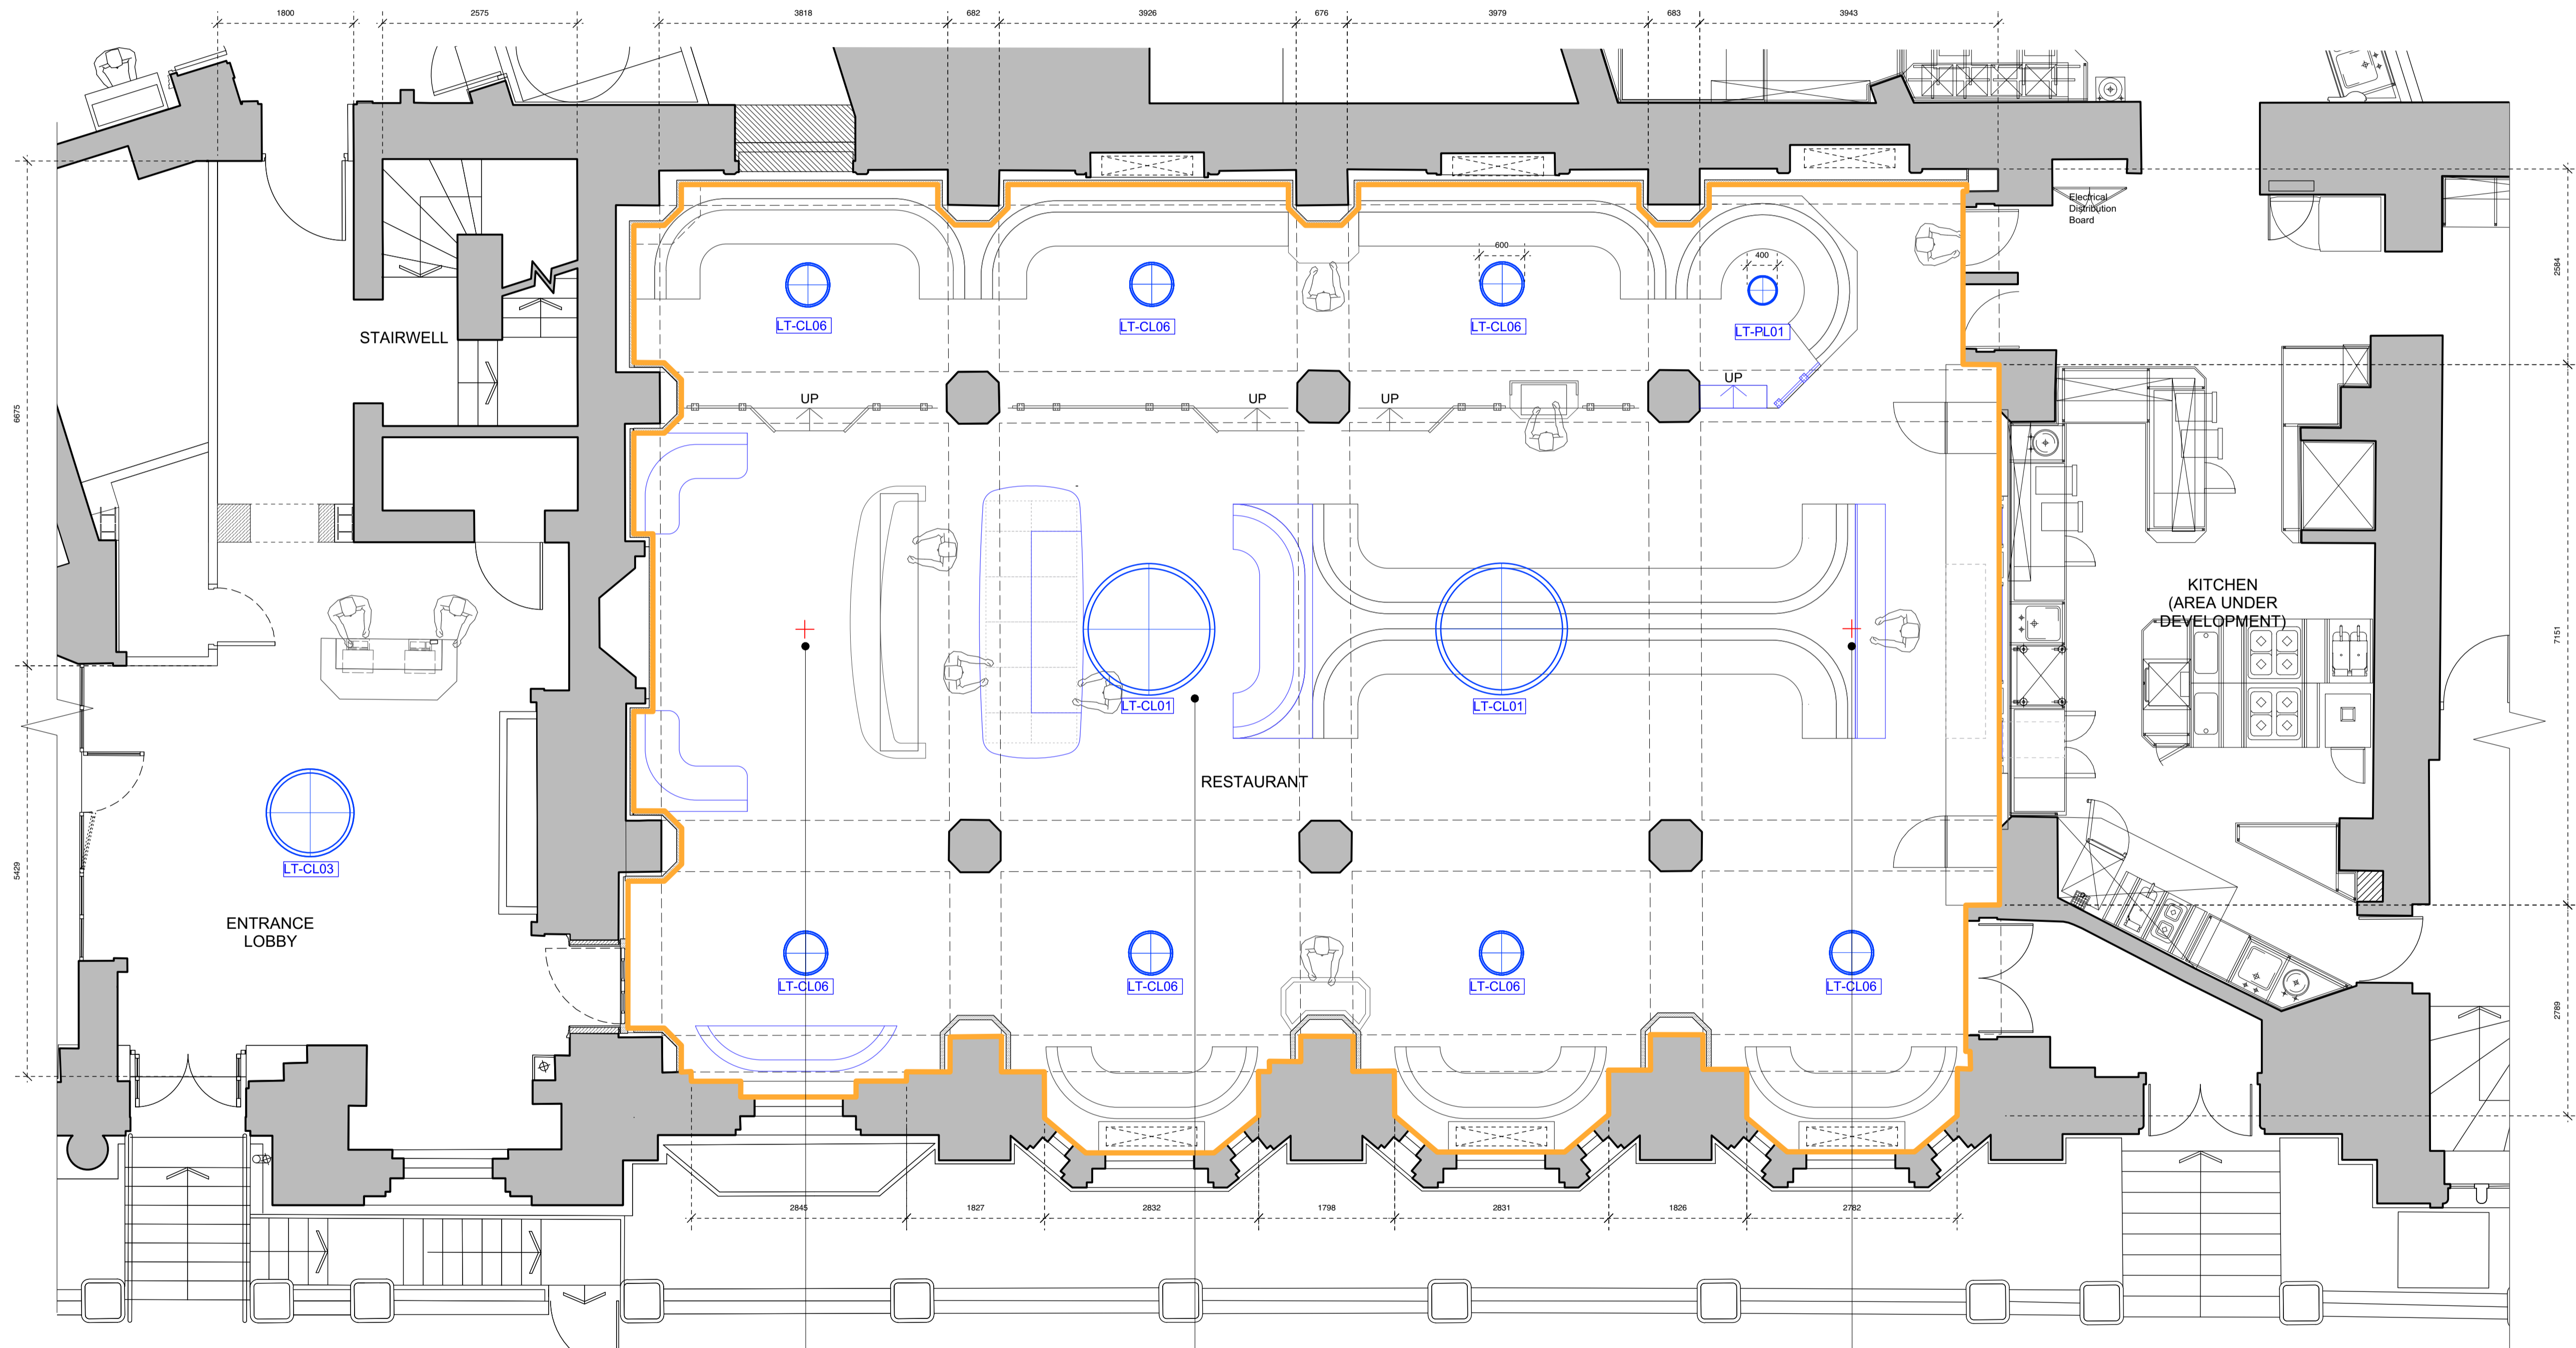 1800
2575
3818
682
3926
676
3979
683
3943
Electrical
Distribution
Board
600
400
2584
LT-CL06
LT-CL06
LT-CL06
LT-PL01
STAIRWELL
UP
UP
UP
UP
6675
KITCHEN
(AREA UNDER
DEVELOPMENT)
7151
LT-CL01
LT-CL01
RESTAURANT
LT-CL03
5429
ENTRANCE
LOBBY
LT-CL06
LT-CL06
LT-CL06
LT-CL06
2789
2845
1827
2832
1798
2831
1826
2782